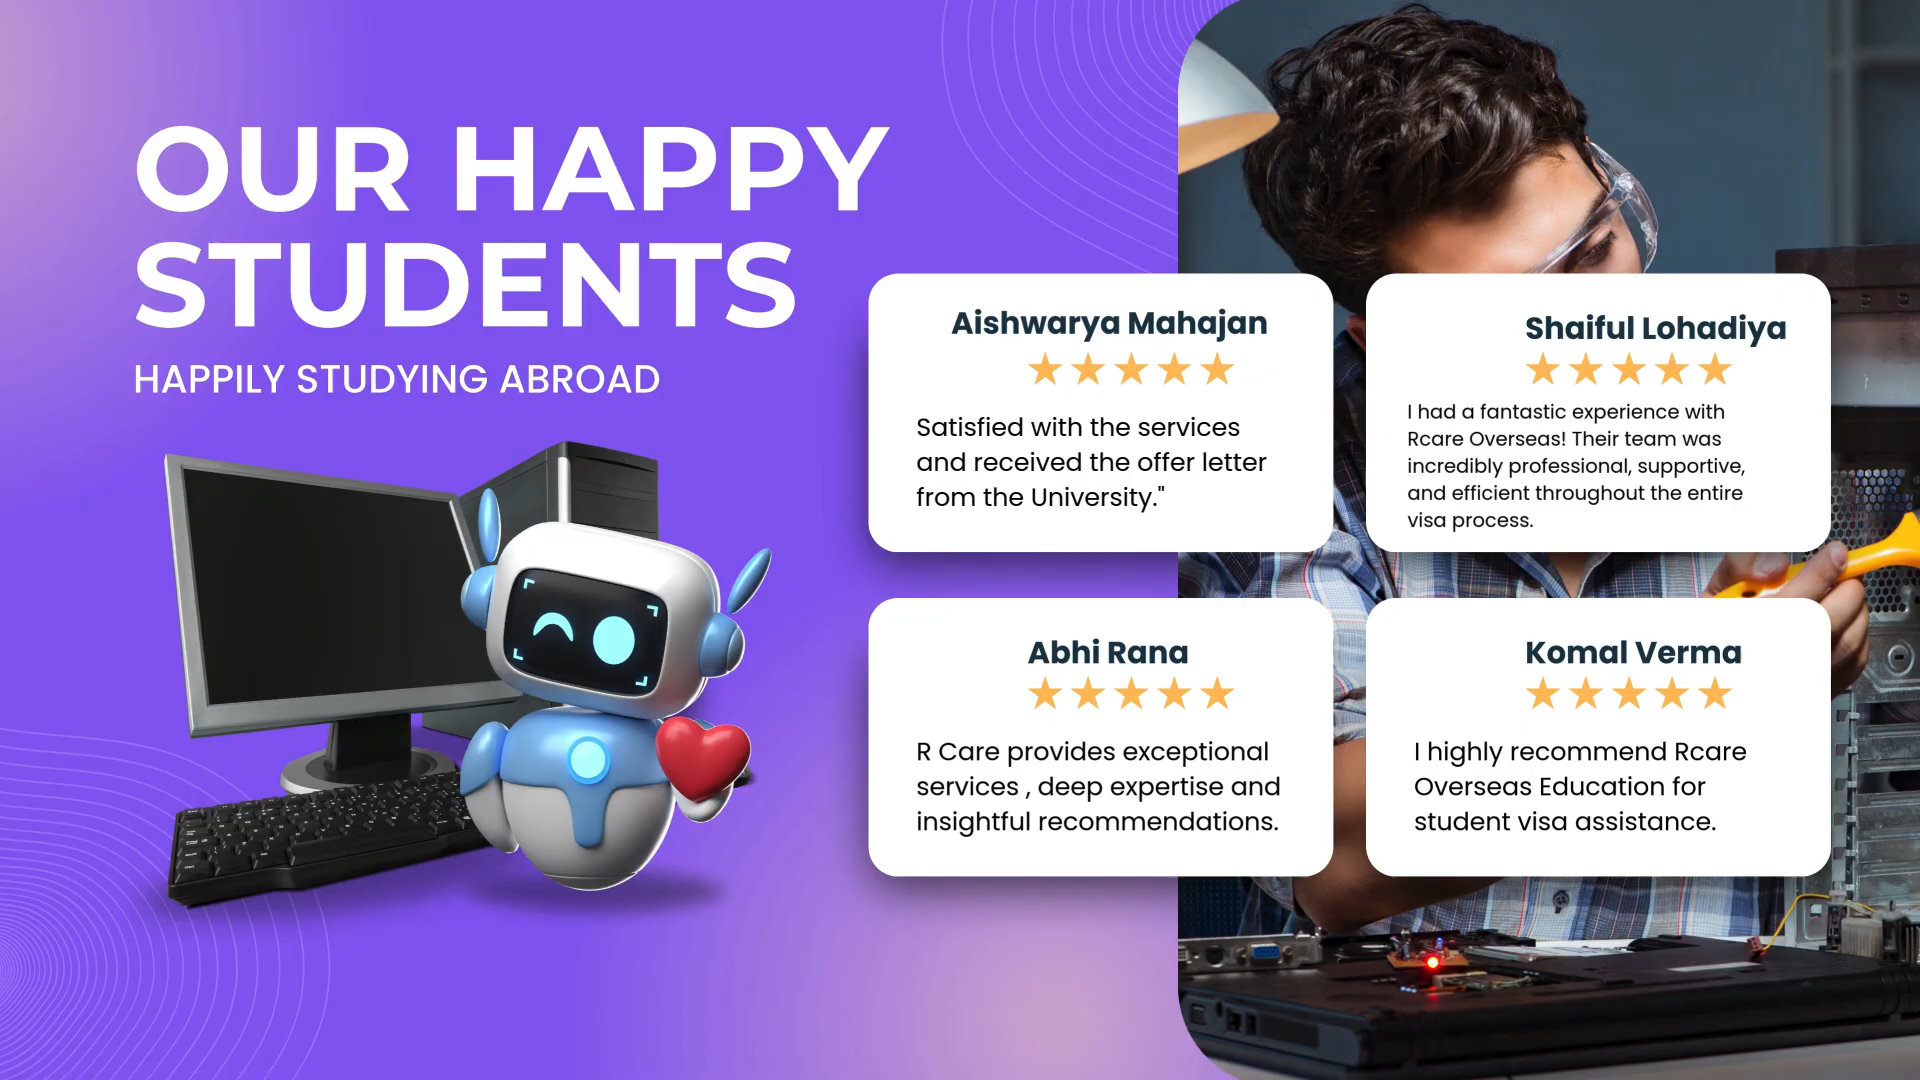 OUR HAPPY
STUDENTS
HAPPILY STUDYING ABROAD
Aishwarya Mahajan
Satisfied with the services
and received the offer letter
from the University."
Shaiful Lohadiya
I had a fantastic experience with
Rcare Overseas! Their team was
incredibly professional, supportive,
and efficient throughout the entire
visa process.
Abhi Rana
R Care provides exceptional
services , deep expertise and
insightful recommendations.
Komal Verma
I highly recommend Rcare
Overseas Education for
student visa assistance.